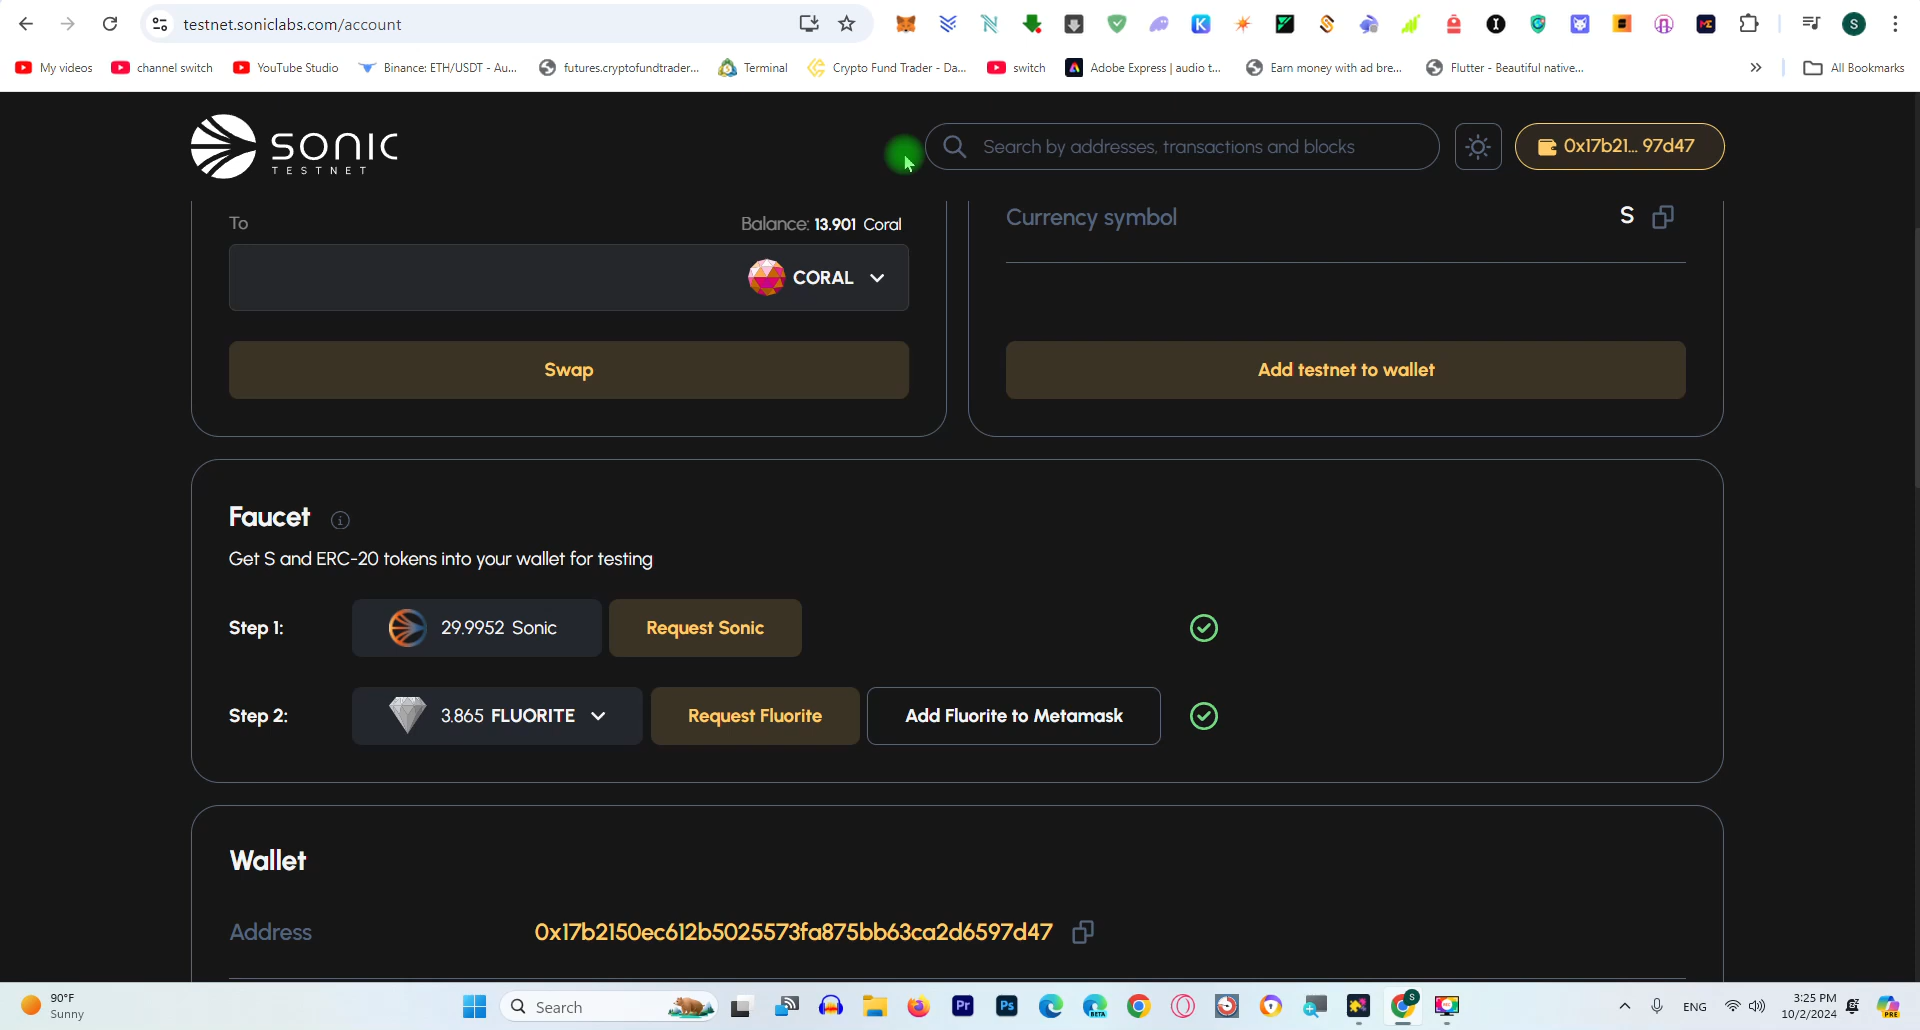 testnet.soniclabs.com/account
S
My videos
channel switch
YouTube Studio
Binance: ETH/USDT - Au...
futures.cryptofundtrader...
Terminal
Crypto Fund Trader - Da...
switch
Adobe Express | audio t...
Earn money with ad bre...
Flutter - Beautiful native...
All Bookmarks
SONIC
TESTNET
Search by addresses, transactions and blocks
0x17b21... 97d47
To
Balance: 13.901 Coral
CORAL
Swap
Currency symbol
S
Add testnet to wallet
Faucet
Get S and ERC-20 tokens into your wallet for testing
Step 1:
29.9952 Sonic
Request Sonic
Step 2:
3.865 FLUORITE
Request Fluorite
Add Fluorite to Metamask
Wallet
Address
0x17b2150ec612b5025573fa875bb63ca2d6597d47
90°F
Sunny
Search
Pr
Ps
BETA
S
ENG
3:25 PM
10/2/2024
PRE